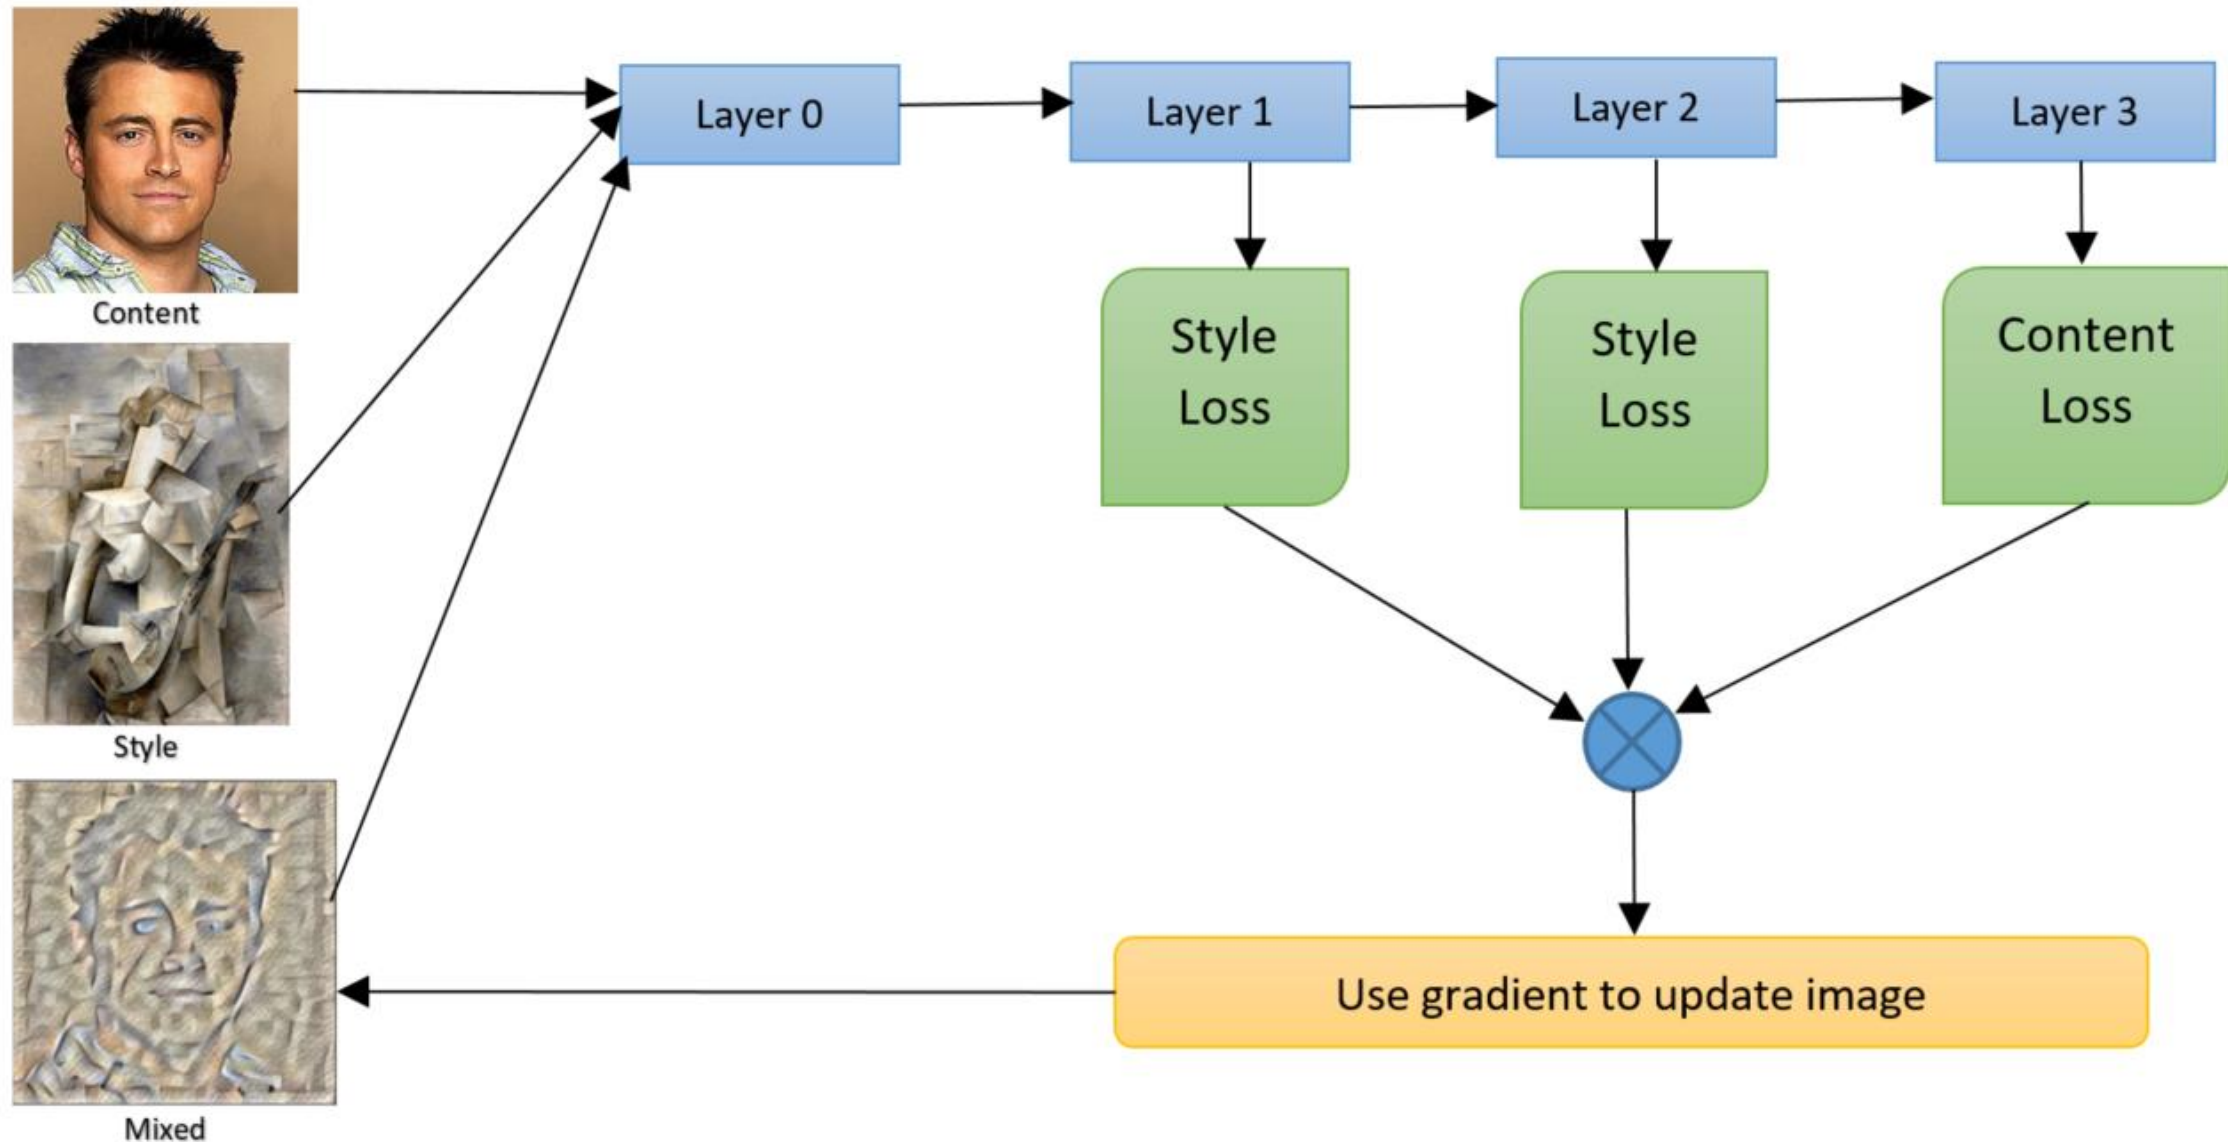 Layer 0
Layer 1
Layer 2
Layer 3
Content
Style
Loss
Style
Loss
Content
Loss
Style
Use gradient to update image
Mixed